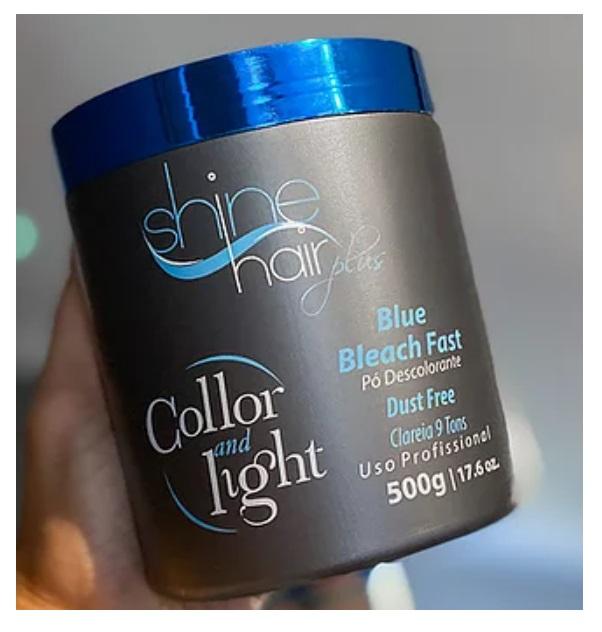 shine
hair plus
Blue
Bleach Fast
Pó Descolorante
Dust Free
Clareia 9 Tons
Uso Profissional
500g | 17.6 oz.
Collor
and
light